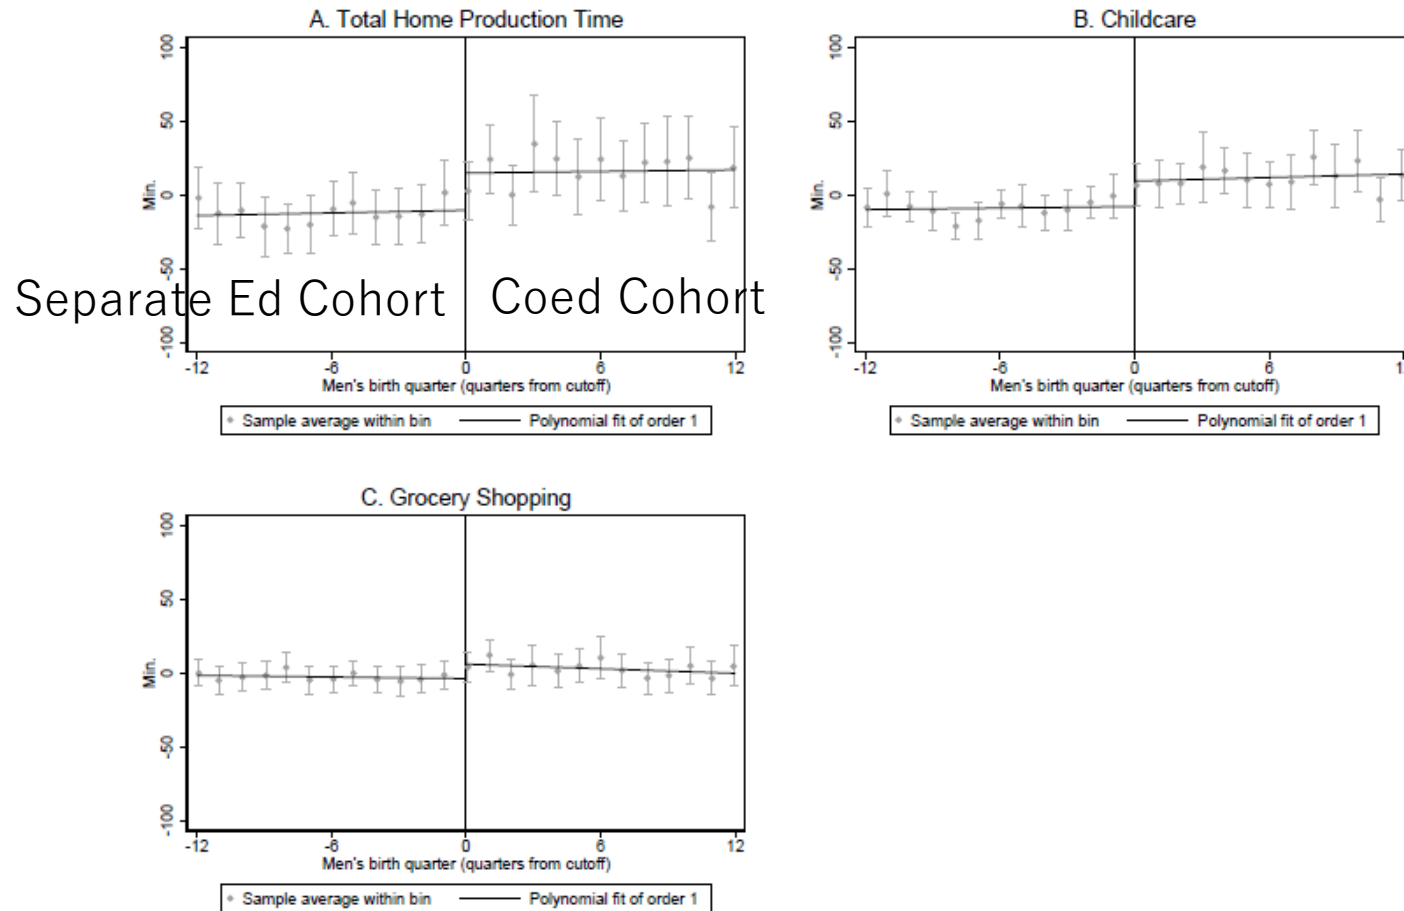 A. Total Home Production Time
100
50
0
-50
-100
Min.
Separate Ed Cohort
Coed Cohort
-12
-6
0
6
12
Men's birth quarter (quarters from cutoff)
Sample average within bin
Polynomial fit of order 1
B. Childcare
100
50
0
-50
-100
Min.
-12
-6
0
6
Men's birth quarter (quarters from cutoff)
Sample average within bin
Polynomial fit of order 1
C. Grocery Shopping
100
50
0
-50
-100
Min.
-12
-6
0
6
12
Men's birth quarter (quarters from cutoff)
Sample average within bin
Polynomial fit of order 1